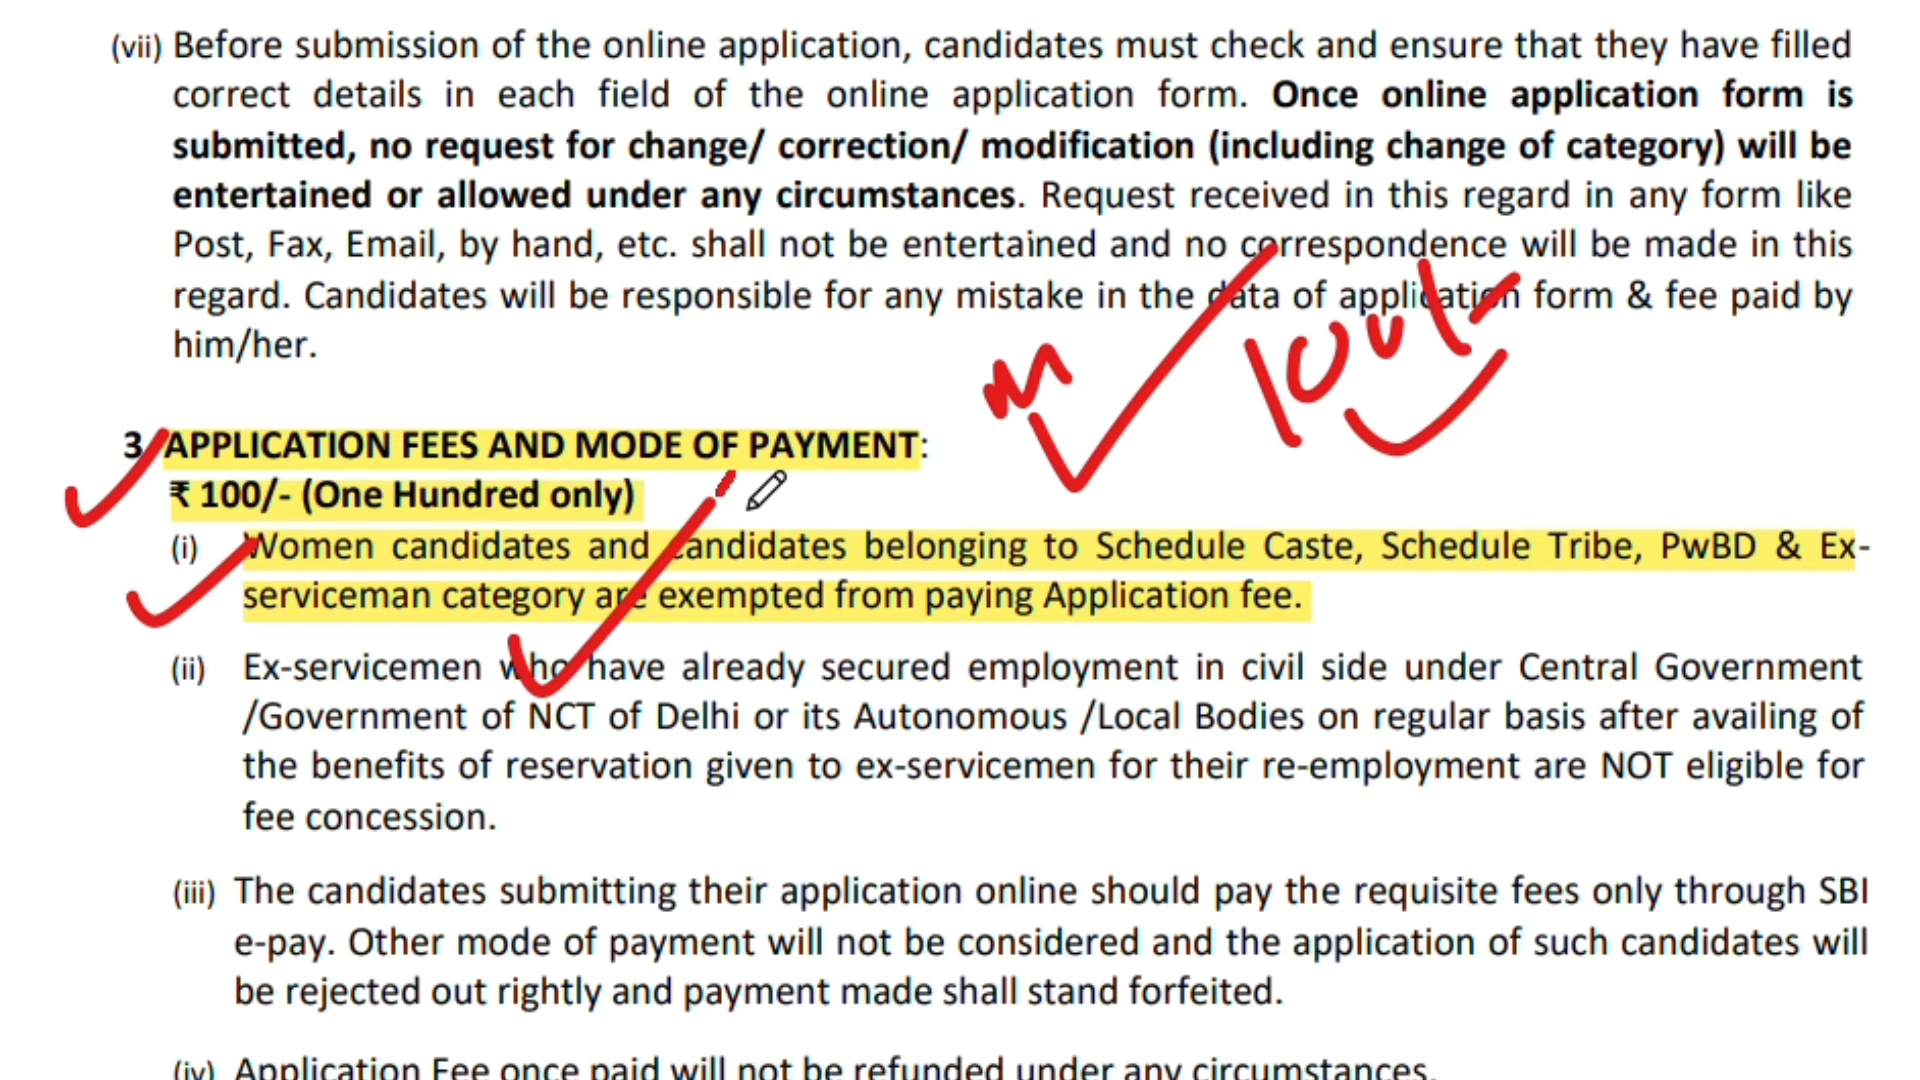 (vii) Before submission of the online application, candidates must check and ensure that they have filled
correct details in each field of the online application form. Once online application form is
submitted, no request for change/ correction/ modification (including change of category) will be
entertained or allowed under any circumstances. Request received in this regard in any form like
Post, Fax, Email, by hand, etc. shall not be entertained and no correspondence will be made in this
regard. Candidates will be responsible for any mistake in the data of application form & fee paid by
him/her.
100/-
3 APPLICATION FEES AND MODE OF PAYMENT:
₹ 100/- (One Hundred only)
(i) Women candidates and candidates belonging to Schedule Caste, Schedule Tribe, PwBD & Ex-
serviceman category are exempted from paying Application fee.
(ii) Ex-servicemen who have already secured employment in civil side under Central Government
/Government of NCT of Delhi or its Autonomous /Local Bodies on regular basis after availing of
the benefits of reservation given to ex-servicemen for their re-employment are NOT eligible for
fee concession.
(iii) The candidates submitting their application online should pay the requisite fees only through SBI
e-pay. Other mode of payment will not be considered and the application of such candidates will
be rejected out rightly and payment made shall stand forfeited.
(iv) Application Fee once paid will not be refunded under any circumstances.